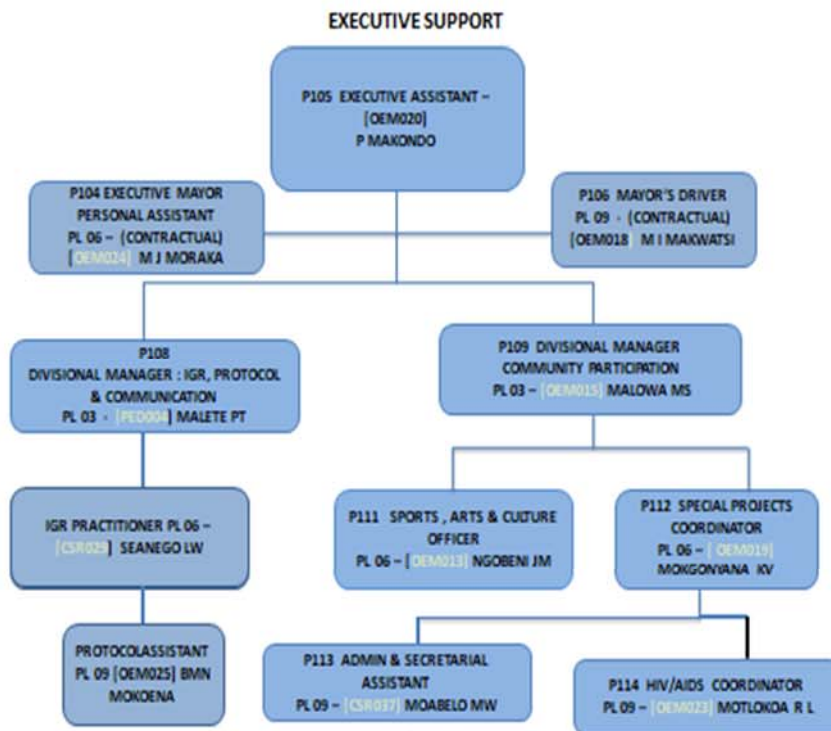 EXECUTIVE SUPPORT
P105 EXECUTIVE ASSISTANT –
[OEM020]
P MAKONDO
P104 EXECUTIVE MAYOR
PERSONAL ASSISTANT
PL 06 – (CONTRACTUAL)
[OEM024] M J MORAKA
P106 MAYOR'S DRIVER
PL 09 - (CONTRACTUAL)
[OEM018] M I MAKWATSI
P108
DIVISIONAL MANAGER : IGR, PROTOCOL
& COMMUNICATION
PL 03 - [PED004] MALETE PT
P109 DIVISIONAL MANAGER
COMMUNITY PARTICIPATION
PL 03 – [OEM015] MALOWA MS
IGR PRACTITIONER PL 06 –
[CSR029] SEANEGO LW
P111 SPORTS , ARTS & CULTURE
OFFICER
PL 06 – [OEM013] NGOBENI JM
P112 SPECIAL PROJECTS
COORDINATOR
PL 06 – [ OEM019]
MOKGONYANA KV
PROTOCOLASSISTANT
PL 09 [OEM025] BMN
MOKOENA
P113 ADMIN & SECRETARIAL
ASSISTANT
PL 09 – [CSR037] MOABELO MW
P114 HIV/AIDS COORDINATOR
PL 09 – [OEM023] MOTLOKOA R L